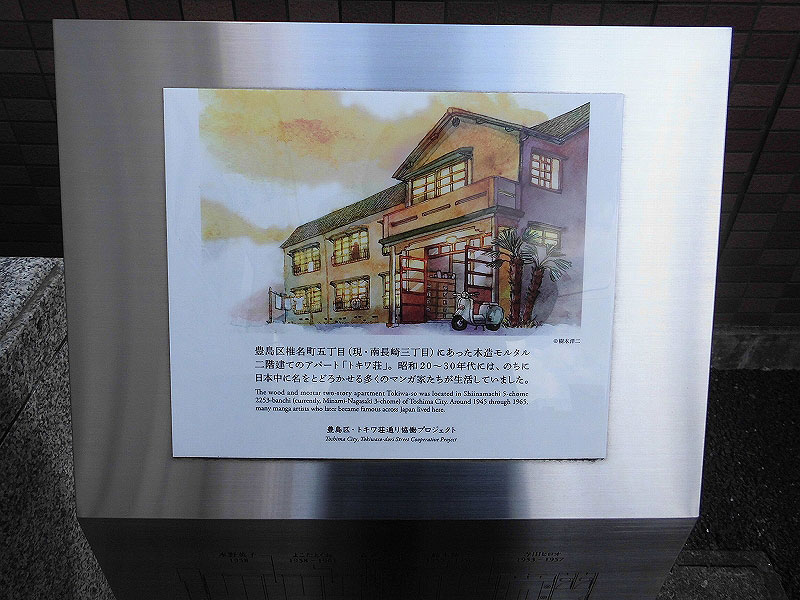 ©樹本洋二
豊島区椎名町五丁目(現・南長崎三丁目)にあった木造モルタル
二階建てのアパート「トキワ荘」。昭和20〜30年代には、のちに
日本中に名をとどろかせる多くのマンガ家たちが生活していました。
The wood and mortar two-story apartment Tokiwa-so was located in Shiinamachi 5-chome
2253-banchi (currently, Minami-Nagasaki 3-chome) of Toshima City. Around 1945 through 1965,
many manga artists who later became famous across Japan lived here.
豊島区・トキワ荘通り協働プロジェクト
Toshima City, Tokiwaso-dori Street Cooperative Project